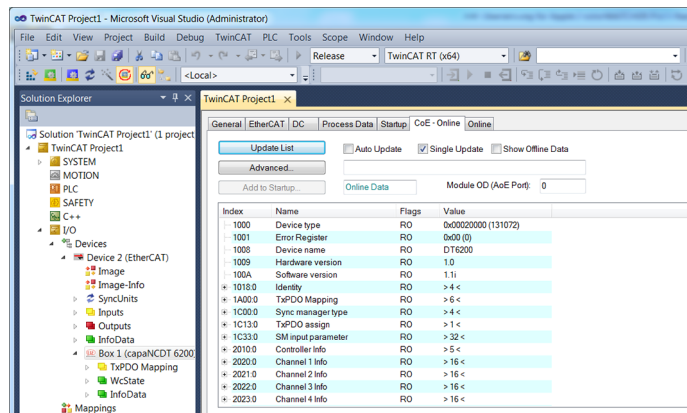 TwinCAT Project1 - Microsoft Visual Studio (Administrator)
File Edit View Project Build Debug TwinCAT PLC Tools Scope Window Help
Release TwinCAT RT (x64)
<Local>
Solution Explorer
TwinCAT Project1
General EtherCAT DC Process Data Startup CoE - Online Online
Solution 'TwinCAT Project1' (1 project
TwinCAT Project1
SYSTEM
MOTION
PLC
SAFETY
C++
I/O
Devices
Device 2 (EtherCAT)
Image
Image-Info
SyncUnits
Inputs
Outputs
InfoData
Box 1 (capaNCDT 6200)
TxPDO Mapping
WcState
InfoData
Mappings
Update List Auto Update Single Update Show Offline Data
Advanced...
Add to Startup... Online Data Module OD (AoE Port): 0
Index Name Flags Value
1000 Device type RO 0x00020000 (131072)
1001 Error Register RO 0x00 (0)
1008 Device name RO DT6200
1009 Hardware version RO 1.0
100A Software version RO 1.1i
1018:0 Identity RO > 4 <
1A00:0 TxPDO Mapping RO > 6 <
1C00:0 Sync manager type RO > 4 <
1C13:0 TxPDO assign RO > 1 <
1C33:0 SM input parameter RO > 32 <
2010:0 Controller Info RO > 5 <
2020:0 Channel 1 Info RO > 16 <
2021:0 Channel 2 Info RO > 16 <
2022:0 Channel 3 Info RO > 16 <
2023:0 Channel 4 Info RO > 16 <